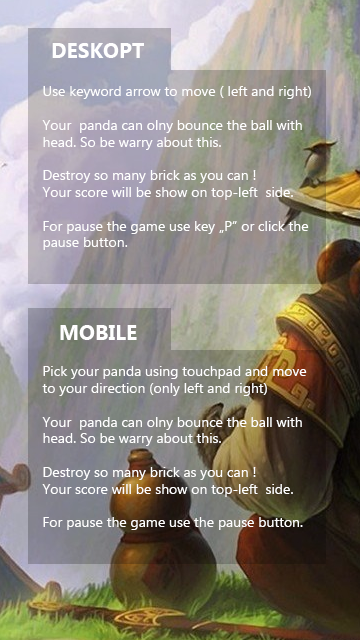 DESKOPT
Use keyword arrow to move ( left and right)
Your  panda can olny bounce the ball with
head. So be warry about this.
Destroy so many brick as you can !
Your score will be show on top-left  side.
For pause the game use key „P” or click the
pause button.
MOBILE
Pick your panda using touchpad and move
to your direction (only left and right)
Your  panda can olny bounce the ball with
head. So be warry about this.
Destroy so many brick as you can !
Your score will be show on top-left  side.
For pause the game use the pause button.